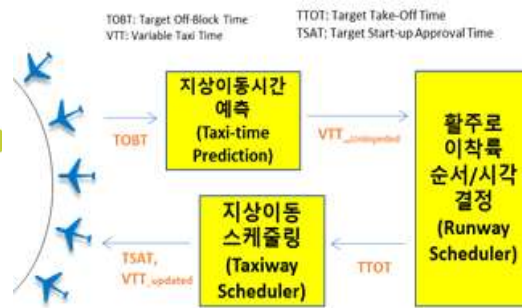 TOBT: Target Off-Block Time
VTT: Variable Taxi Time
TTOT: Target Take-Off Time
TSAT: Target Start-up Approval Time
지상이동시간
예측
(Taxi-time
Prediction)
TOBT
VTT_Unimpeded
활주로
이착륙
순서/시각
결정
(Runway
Scheduler)
지상이동
스케줄링
(Taxiway
Scheduler)
TSAT,
VTT_updated
TTOT